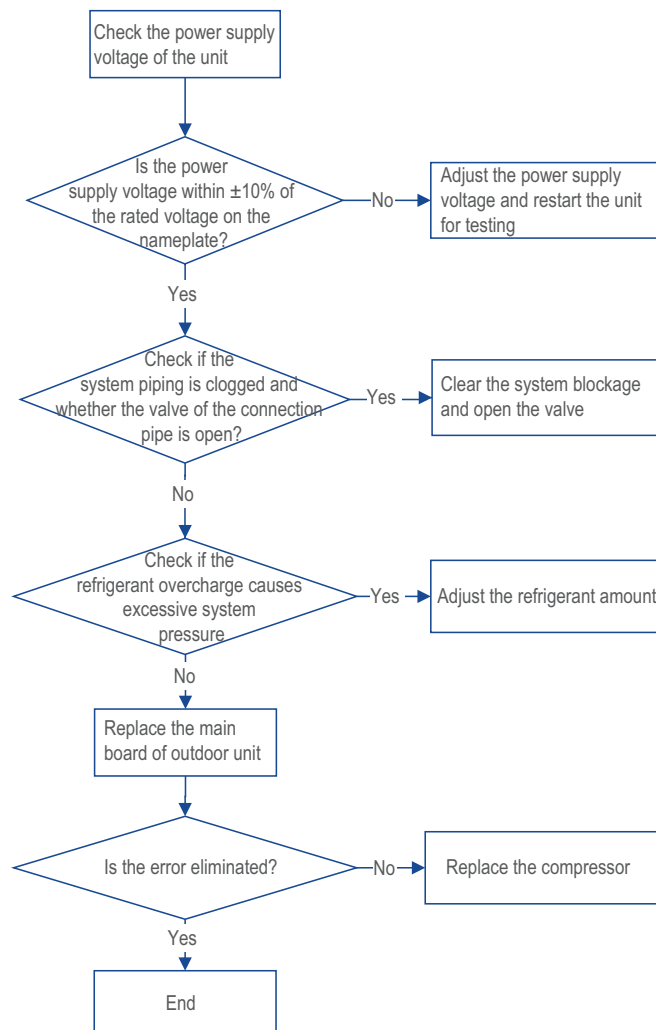 Check the power supply
voltage of the unit
Is the power
supply voltage within ±10% of
the rated voltage on the
nameplate?
No
Adjust the power supply
voltage and restart the unit
for testing
Yes
Check if the
system piping is clogged and
whether the valve of the connection
pipe is open?
Yes
Clear the system blockage
and open the valve
No
Check if the
refrigerant overcharge causes
excessive system
pressure
Yes
Adjust the refrigerant amount
No
Replace the main
board of outdoor unit
Is the error eliminated?
No
Replace the compressor
Yes
End